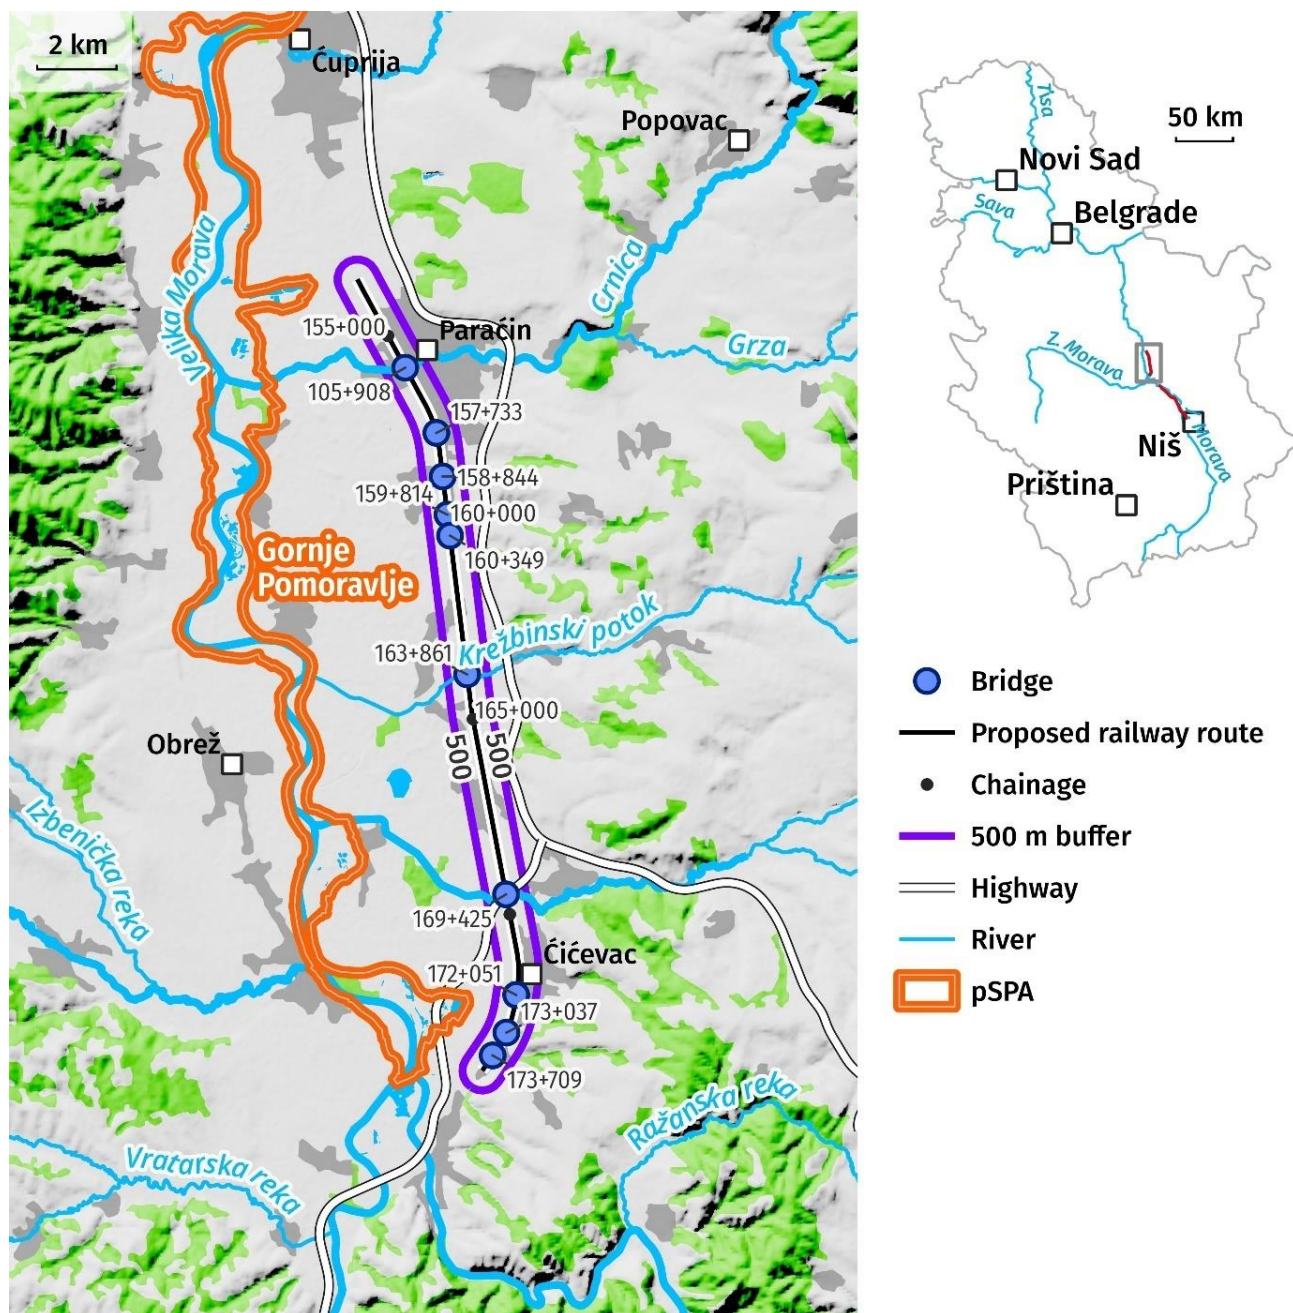 2 km
Ćuprija
Popovac
Velika Morava
Crnica
155+000
Paraćin
Grza
105+908
157+733
158+844
159+814
160+000
160+349
Gornje
Pomoravlje
Krežbinski potok
163+861
165+000
500
500
Obrež
Izbenička reka
169+425
Ćićevac
172+051
173+037
173+709
Ražanska reka
Vratarska reka
Tisa
50 km
Novi Sad
Sava
Belgrade
Z. Morava
Niš
Morava
Priština
Bridge
Proposed railway route
Chainage
500 m buffer
Highway
River
pSPA